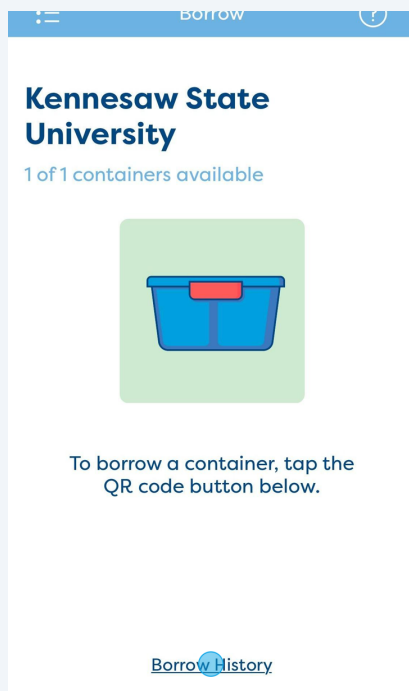 Borrow
?
Kennesaw State
University
1 of 1 containers available
To borrow a container, tap the
QR code button below.
Borrow History